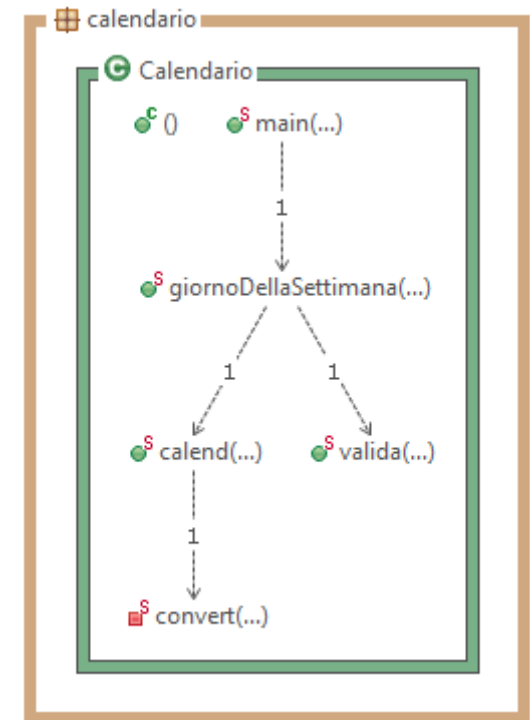 calendario
Calendario
C () S main(...)
1
S giornoDellaSettimana(...)
1 1
S calend(...) S valida(...)
1
S convert(...)